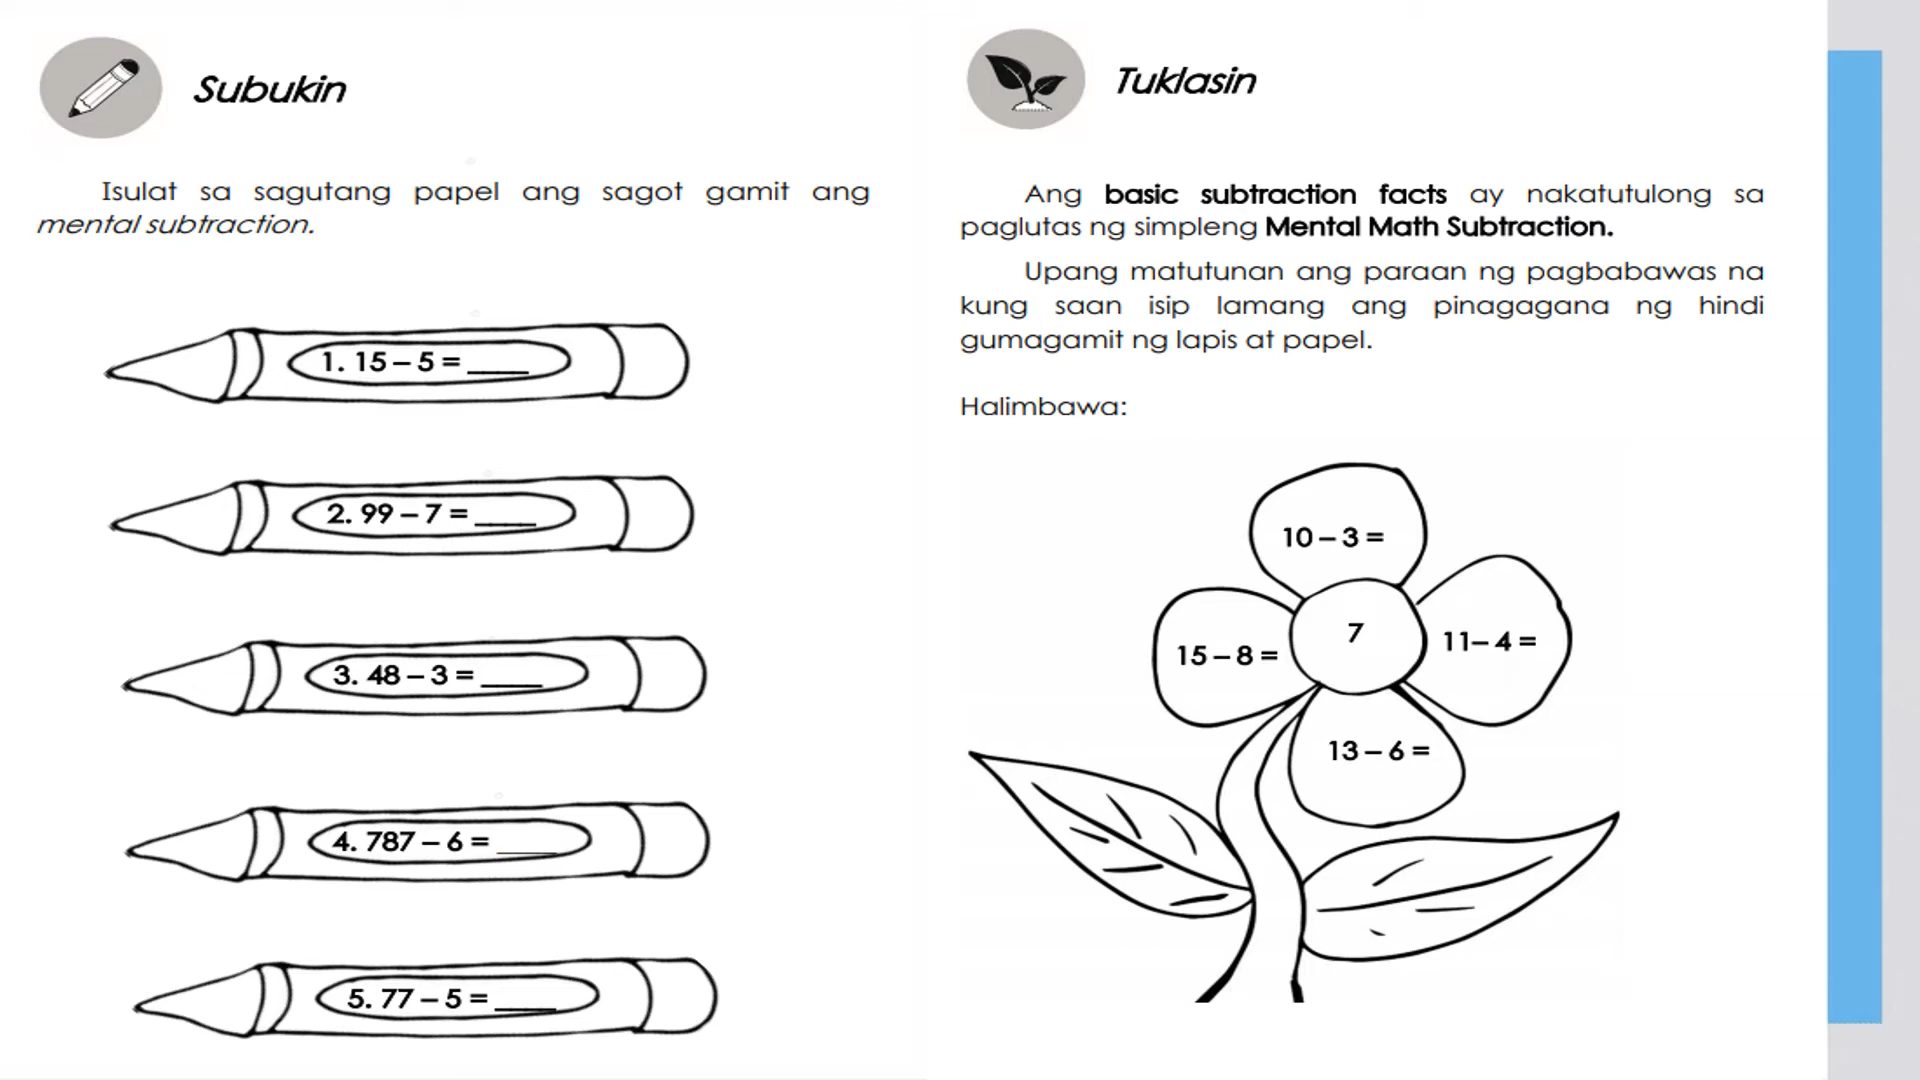 Subukin
Isulat sa sagutang papel ang sagot gamit ang
mental subtraction.
1. 15 – 5 = ____
2. 99 – 7 = ____
3. 48 – 3 = ____
4. 787 – 6 = ____
5. 77 – 5 = ____
Tuklasin
Ang basic subtraction facts ay nakatutulong sa
paglutas ng simpleng Mental Math Subtraction.
Upang matutunan ang paraan ng pagbabawas na
kung saan isip lamang ang pinagagana ng hindi
gumagamit ng lapis at papel.
Halimbawa:
10 – 3 =
15 – 8 =
7
11– 4 =
13 – 6 =